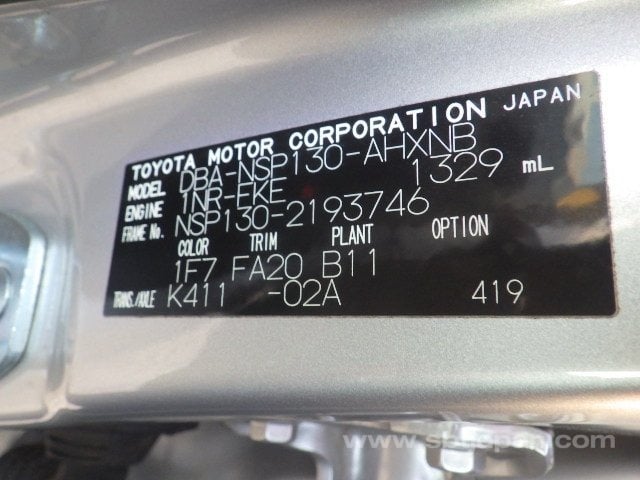 TOYOTA MOTOR CORPORATION JAPAN
MODEL DBA-NSP130-AHXNB
ENGINE 1NR-EKE 1329 mL
FRAME No. NSP130-2193746
COLOR TRIM PLANT OPTION
1F7 FA20 B11
TRANS./AXLE K411 -02A 419